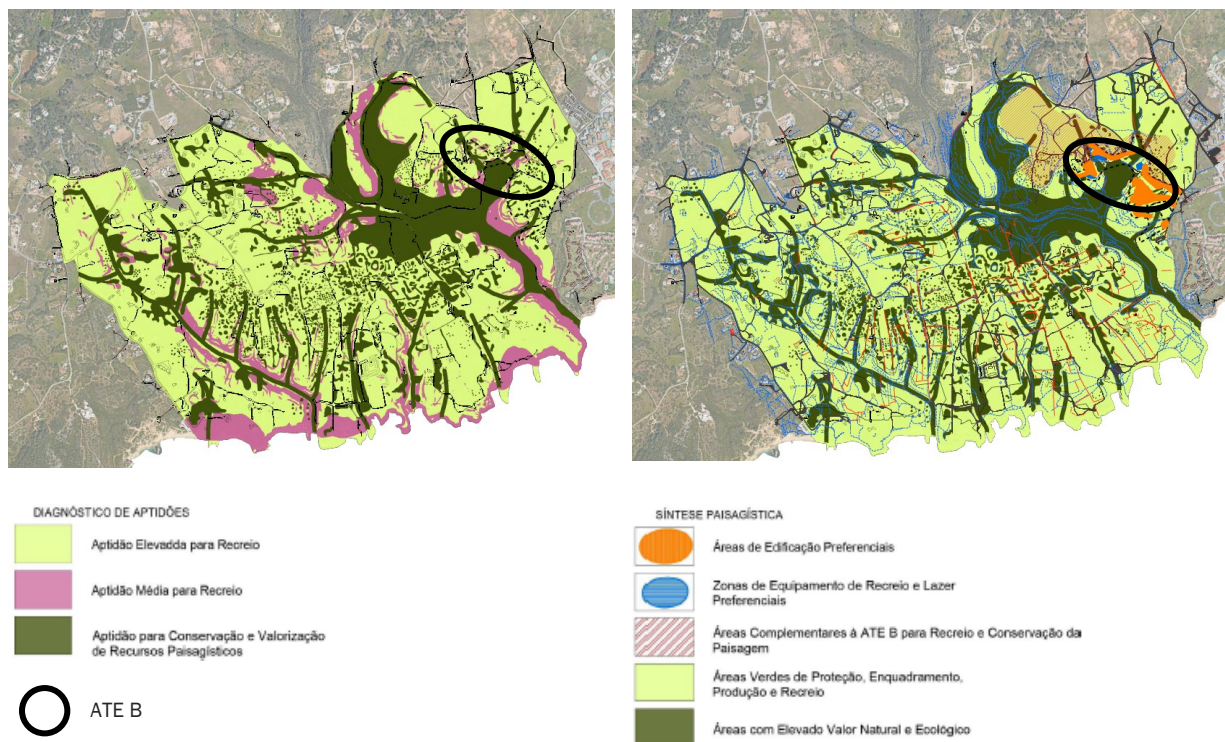 DIAGNÓSTICO DE APTIDÕES
Aptidão Elevadda para Recreio
Aptidão Média para Recreio
Aptidão para Conservação e Valorização
de Recursos Paisagísticos
ATE B
SÍNTESE PAISAGÍSTICA
Áreas de Edificação Preferenciais
Zonas de Equipamento de Recreio e Lazer
Preferenciais
Áreas Complementares à ATE B para Recreio e Conservação da
Paisagem
Áreas Verdes de Proteção, Enquadramento,
Produção e Recreio
Áreas com Elevado Valor Natural e Ecológico